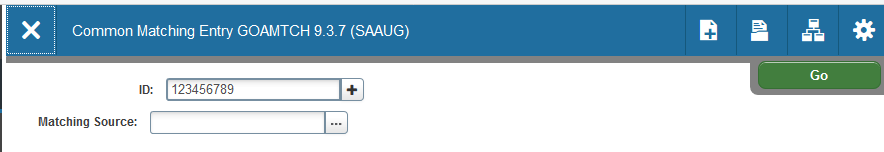 Common Matching Entry GOAMTCH 9.3.7 (SAAUG)
Go
ID: 123456789
Matching Source: ...